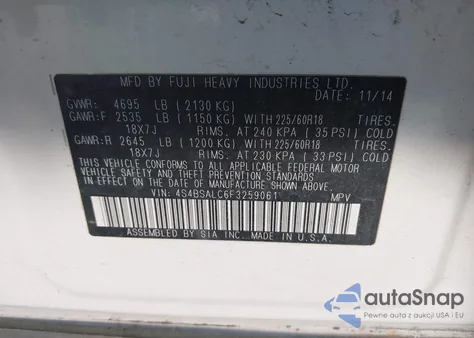 MFD BY FUJI HEAVY INDUSTRIES LTD.
DATE: 11/14
GVWR: 4695 LB (2130 KG)
GAWR:F 2535 LB (1150 KG) WITH 225/60R18 TIRES.
18X7J RIMS. AT 240 KPA (35 PSI) COLD
GAWR:R 2645 LB (1200 KG) WITH 225/60R18 TIRES.
18X7J RIMS. AT 230 KPA (33 PSI) COLD
THIS VEHICLE CONFORMS TO ALL APPLICABLE
FEDERAL MOTOR VEHICLE SAFETY STANDARDS
IN EFFECT ON THE DATE OF MANUFACTURE SHOWN ABOVE.
VIN: 4S4BSALC6F3259061 MPV
ASSEMBLED BY SIA INC. MADE IN U.S.A.
autoSnap
Pewne auta z aukcji USA i EU